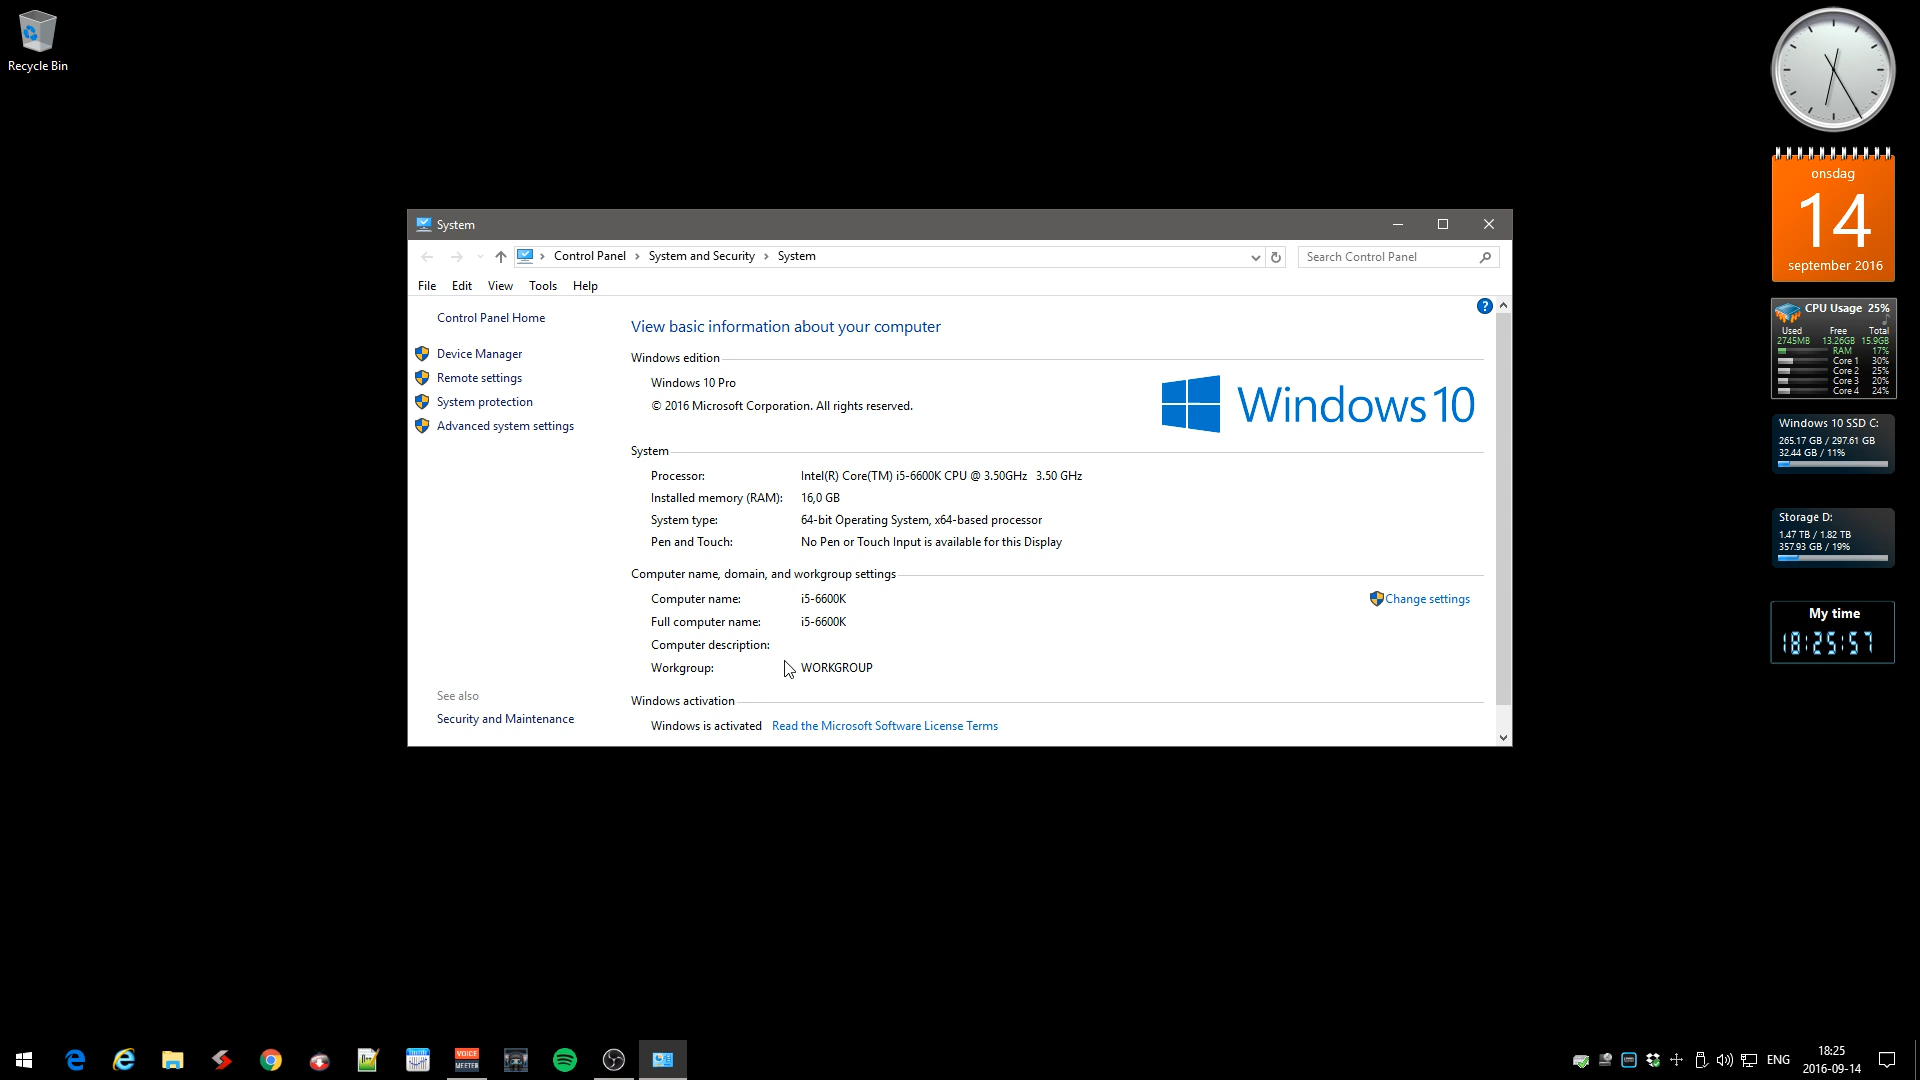 Recycle Bin
System
Control Panel > System and Security > System
Search Control Panel
File Edit View Tools Help
Control Panel Home
Device Manager
Remote settings
System protection
Advanced system settings
See also
Security and Maintenance
View basic information about your computer
Windows edition
Windows 10 Pro
© 2016 Microsoft Corporation. All rights reserved.
Windows 10
System
Processor: Intel(R) Core(TM) i5-6600K CPU @ 3.50GHz 3.50 GHz
Installed memory (RAM): 16,0 GB
System type: 64-bit Operating System, x64-based processor
Pen and Touch: No Pen or Touch Input is available for this Display
Computer name, domain, and workgroup settings
Computer name: i5-6600K
Change settings
Full computer name: i5-6600K
Computer description:
Workgroup: WORKGROUP
Windows activation
Windows is activated Read the Microsoft Software License Terms
onsdag
14
september 2016
CPU Usage 25%
Used Free Total
2745MB 13.26GB 15.9GB
RAM 17%
Core 1 30%
Core 2 25%
Core 3 20%
Core 4 24%
Windows 10 SSD C:
265.17 GB / 297.61 GB
32.44 GB / 11%
Storage D:
1.47 TB / 1.82 TB
357.93 GB / 19%
My time
18:25:57
VOICE
MEETER
ENG
18:25
2016-09-14